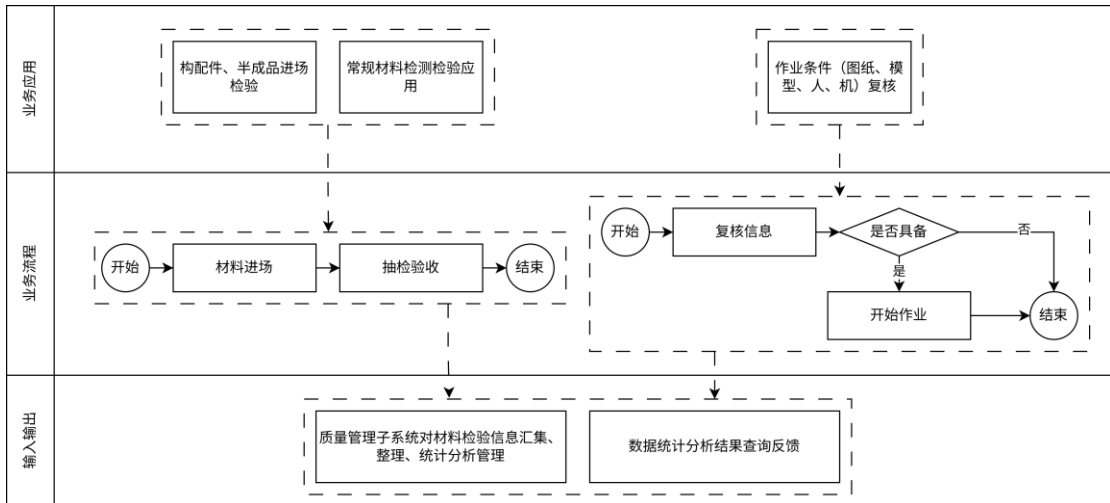 业务应用
构配件、半成品进场
检验
常规材料检测检验应
用
作业条件（图纸、模
型、人、机）复核
业务流程
开始
材料进场
抽检验收
结束
开始
复核信息
是否具备
否
是
开始作业
结束
输入输出
质量管理子系统对材料检验信息汇集、
整理、统计分析管理
数据统计分析结果查询反馈